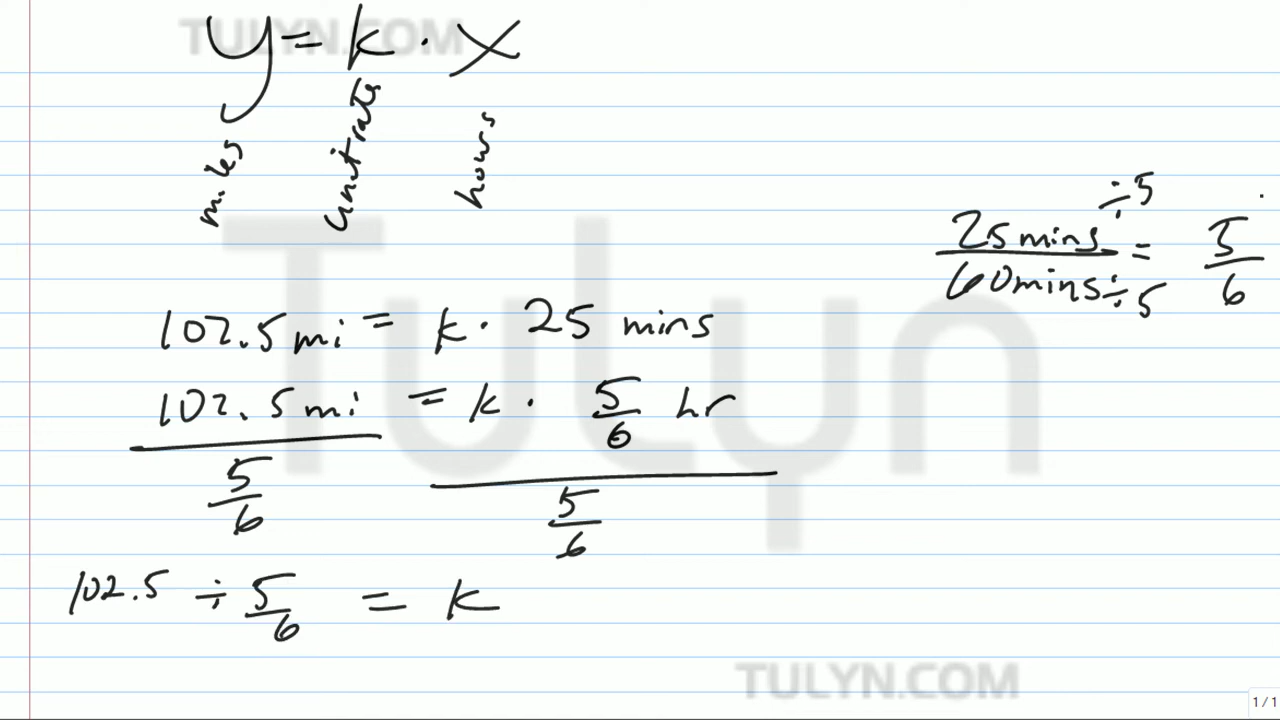 TULYN.COM
y = k · x
miles unit rate hours
÷5
25 mins / 60 mins = 5/6
÷5
Tulyn
102.5 mi = k · 25 mins
102.5 mi = k · 5/6 hr
5/6 5/6
102.5 ÷ 5/6 = k
TULYN.COM
1/1